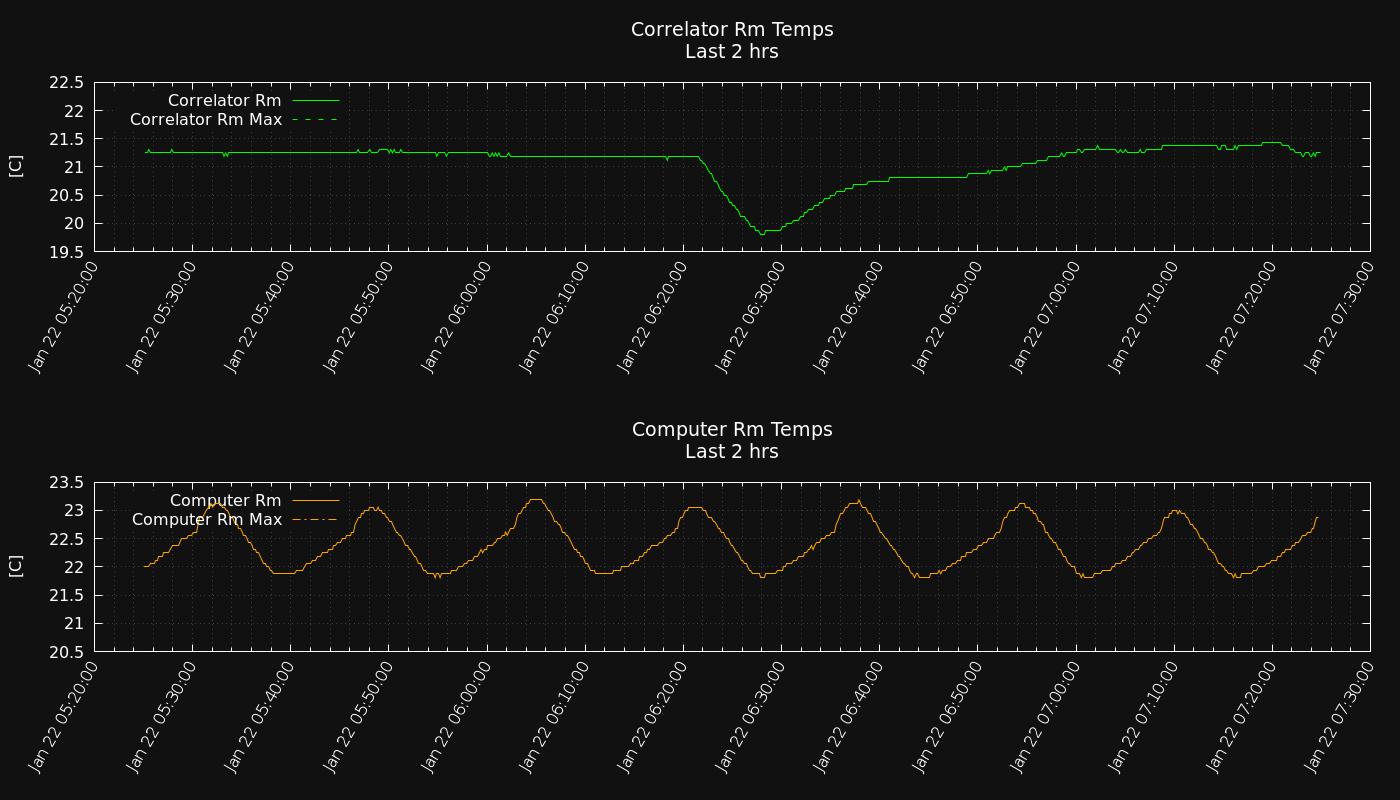 Correlator Rm Temps
Last 2 hrs
22.5
22
21.5
21
20.5
20
19.5
[C]
Correlator Rm
Correlator Rm Max
Jan 22 05:20:00
Jan 22 05:30:00
Jan 22 05:40:00
Jan 22 05:50:00
Jan 22 06:00:00
Jan 22 06:10:00
Jan 22 06:20:00
Jan 22 06:30:00
Jan 22 06:40:00
Jan 22 06:50:00
Jan 22 07:00:00
Jan 22 07:10:00
Jan 22 07:20:00
Jan 22 07:30:00
Computer Rm Temps
Last 2 hrs
23.5
23
22.5
22
21.5
21
20.5
[C]
Computer Rm
Computer Rm Max
Jan 22 05:20:00
Jan 22 05:30:00
Jan 22 05:40:00
Jan 22 05:50:00
Jan 22 06:00:00
Jan 22 06:10:00
Jan 22 06:20:00
Jan 22 06:30:00
Jan 22 06:40:00
Jan 22 06:50:00
Jan 22 07:00:00
Jan 22 07:10:00
Jan 22 07:20:00
Jan 22 07:30:00